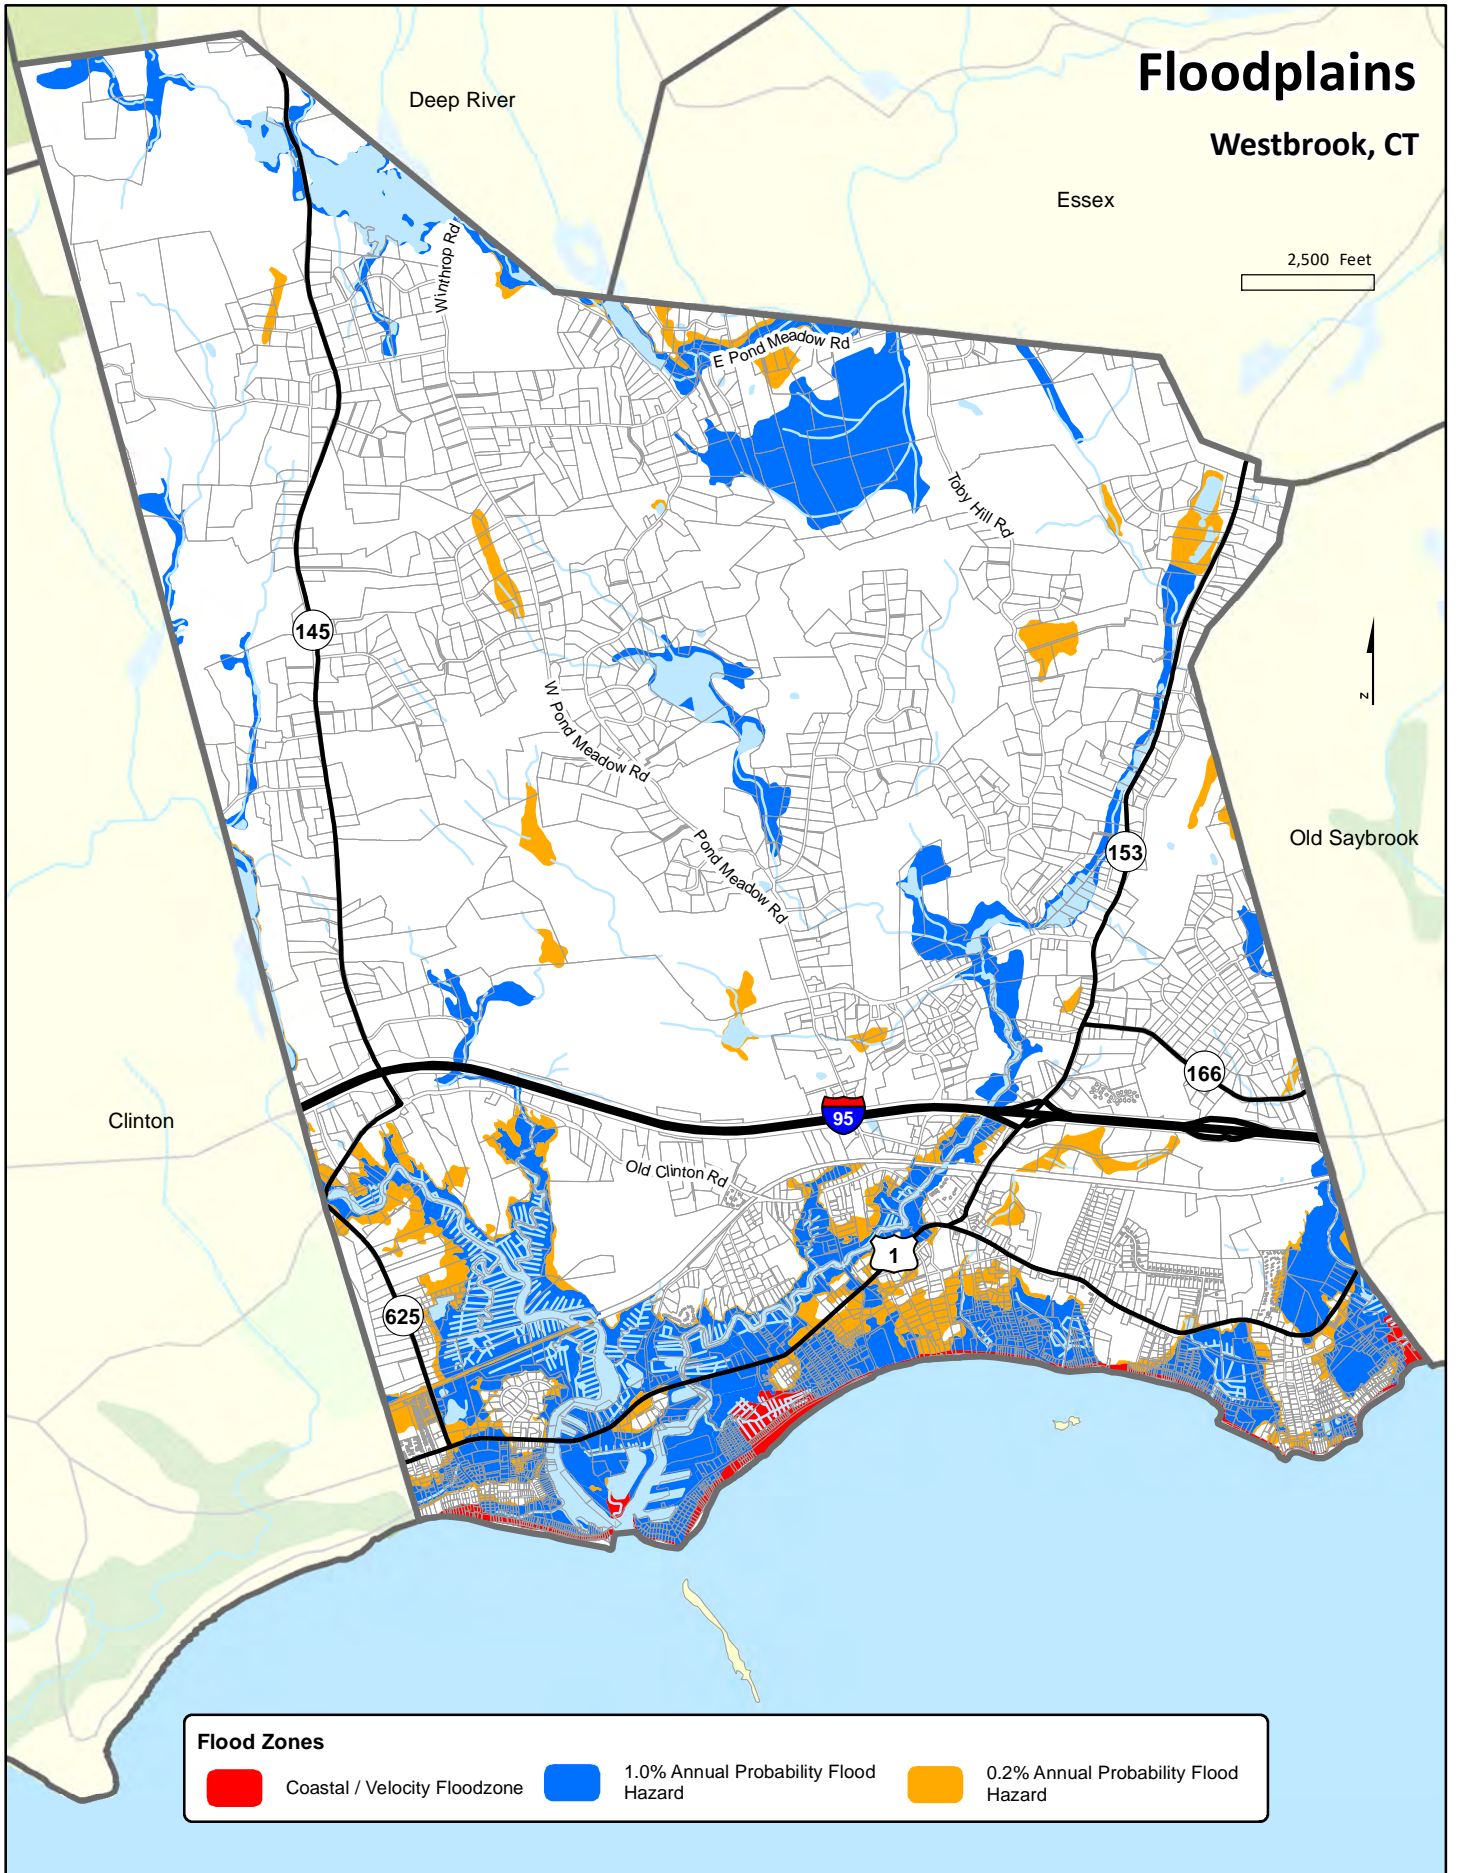 Floodplains
Westbrook, CT
Deep River
Essex
2,500 Feet
Winthrop Rd
E Pond Meadow Rd
Toby Hill Rd
145
W Pond Meadow Rd
z
Pond Meadow Rd
153
Old Saybrook
166
Clinton
95
Old Clinton Rd
1
625
Flood Zones
Coastal / Velocity Floodzone
1.0% Annual Probability Flood
Hazard
0.2% Annual Probability Flood
Hazard